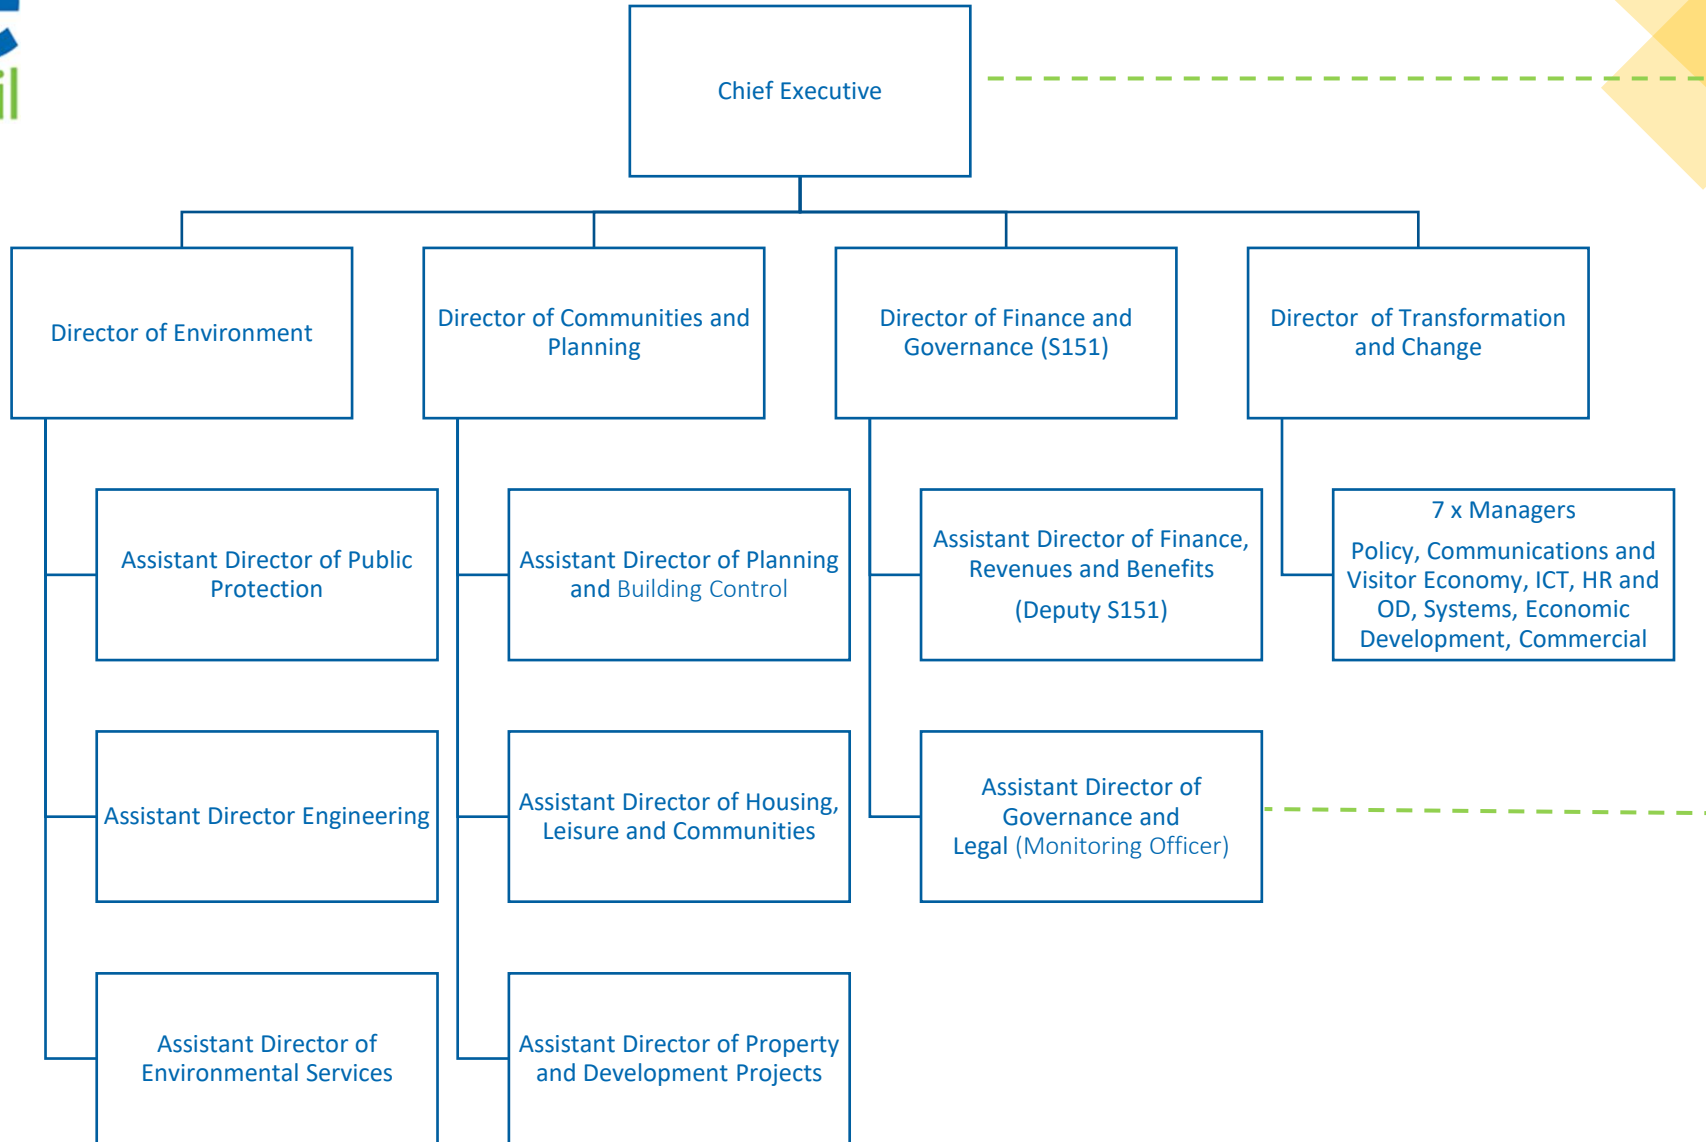 il
Chief Executive
Director of Environment
Director of Communities and
Planning
Director of Finance and
Governance (S151)
Director of Transformation
and Change
Assistant Director of Public
Protection
Assistant Director of Planning
and Building Control
Assistant Director of Finance,
Revenues and Benefits
(Deputy S151)
7 x Managers
Policy, Communications and
Visitor Economy, ICT, HR and
OD, Systems, Economic
Development, Commercial
Assistant Director Engineering
Assistant Director of Housing,
Leisure and Communities
Assistant Director of
Governance and
Legal (Monitoring Officer)
Assistant Director of
Environmental Services
Assistant Director of Property
and Development Projects